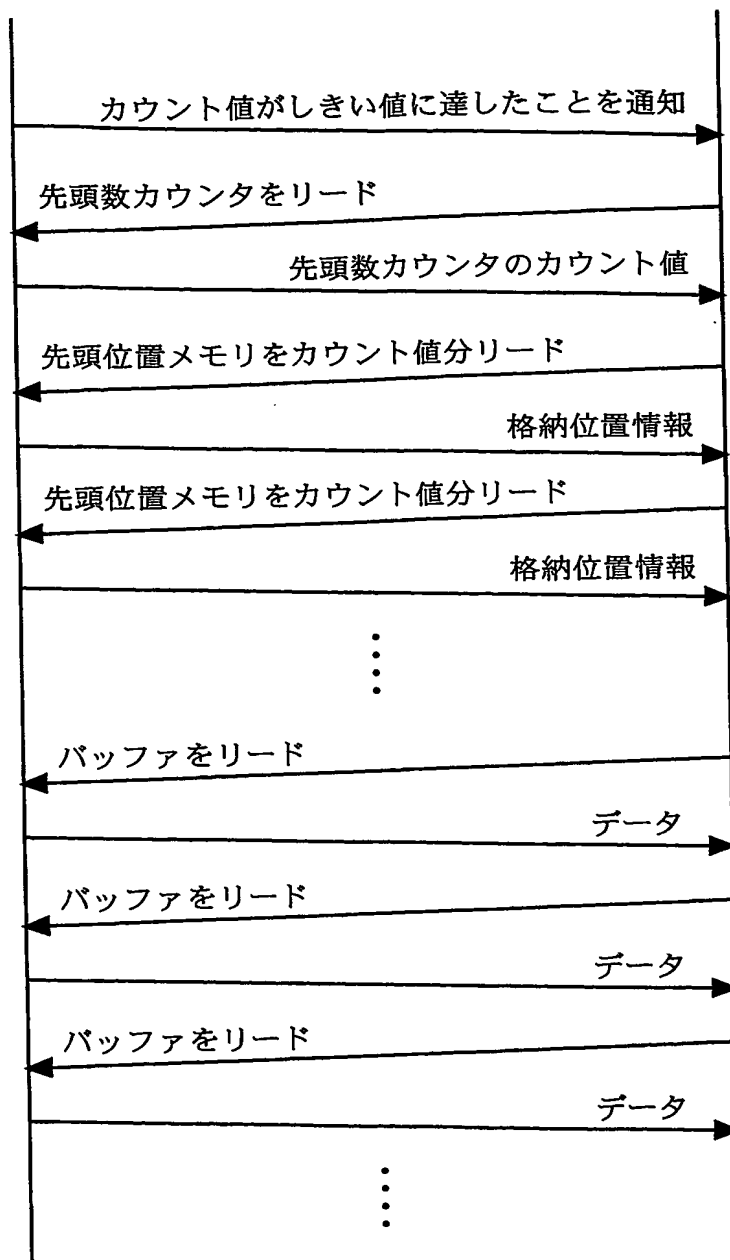 カウント値がしきい値に達したことを通知
先頭数カウンタをリード
先頭数カウンタのカウント値
先頭位置メモリをカウント値分リード
格納位置情報
先頭位置メモリをカウント値分リード
格納位置情報
バッファをリード
データ
バッファをリード
データ
バッファをリード
データ